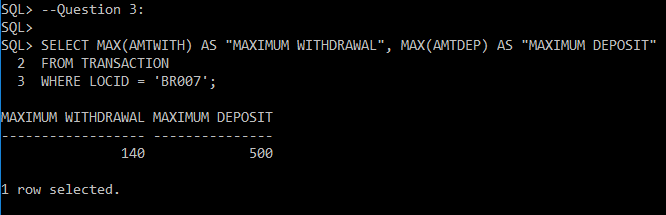 SQL> --Question 3:
SQL>
SQL> SELECT MAX(AMTWITH) AS "MAXIMUM WITHDRAWAL", MAX(AMTDEP) AS "MAXIMUM DEPOSIT"
  2  FROM TRANSACTION
  3  WHERE LOCID = 'BR007';

MAXIMUM WITHDRAWAL MAXIMUM DEPOSIT
------------------ ---------------
               140             500

1 row selected.